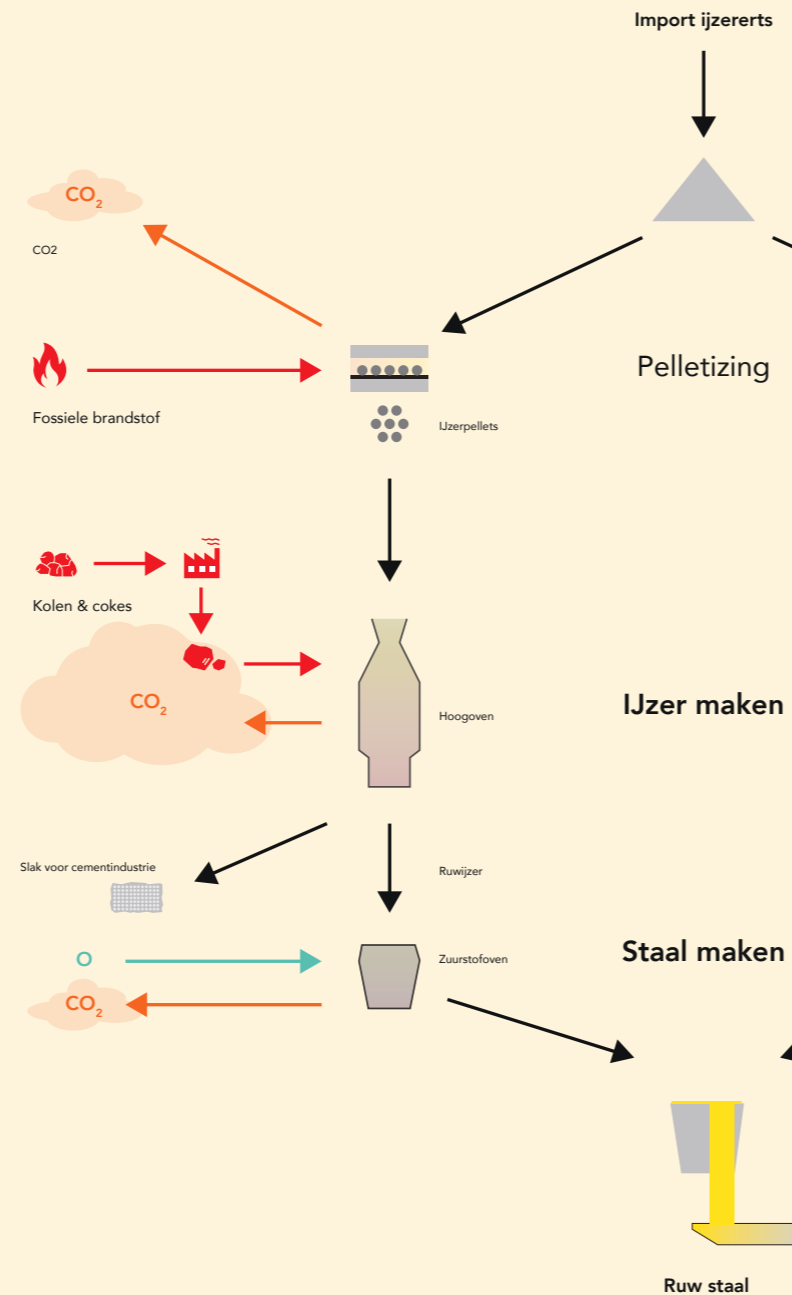 Import ijzererts
CO2
CO2
Fossiele brandstof
Pelletizing
IJzerpellets
Kolen & cokes
CO2
Hoogoven
IJzer maken
Slak voor cementindustrie
Ruwijzer
O
Zuurstofoven
Staal maken
CO2
Ruw staal